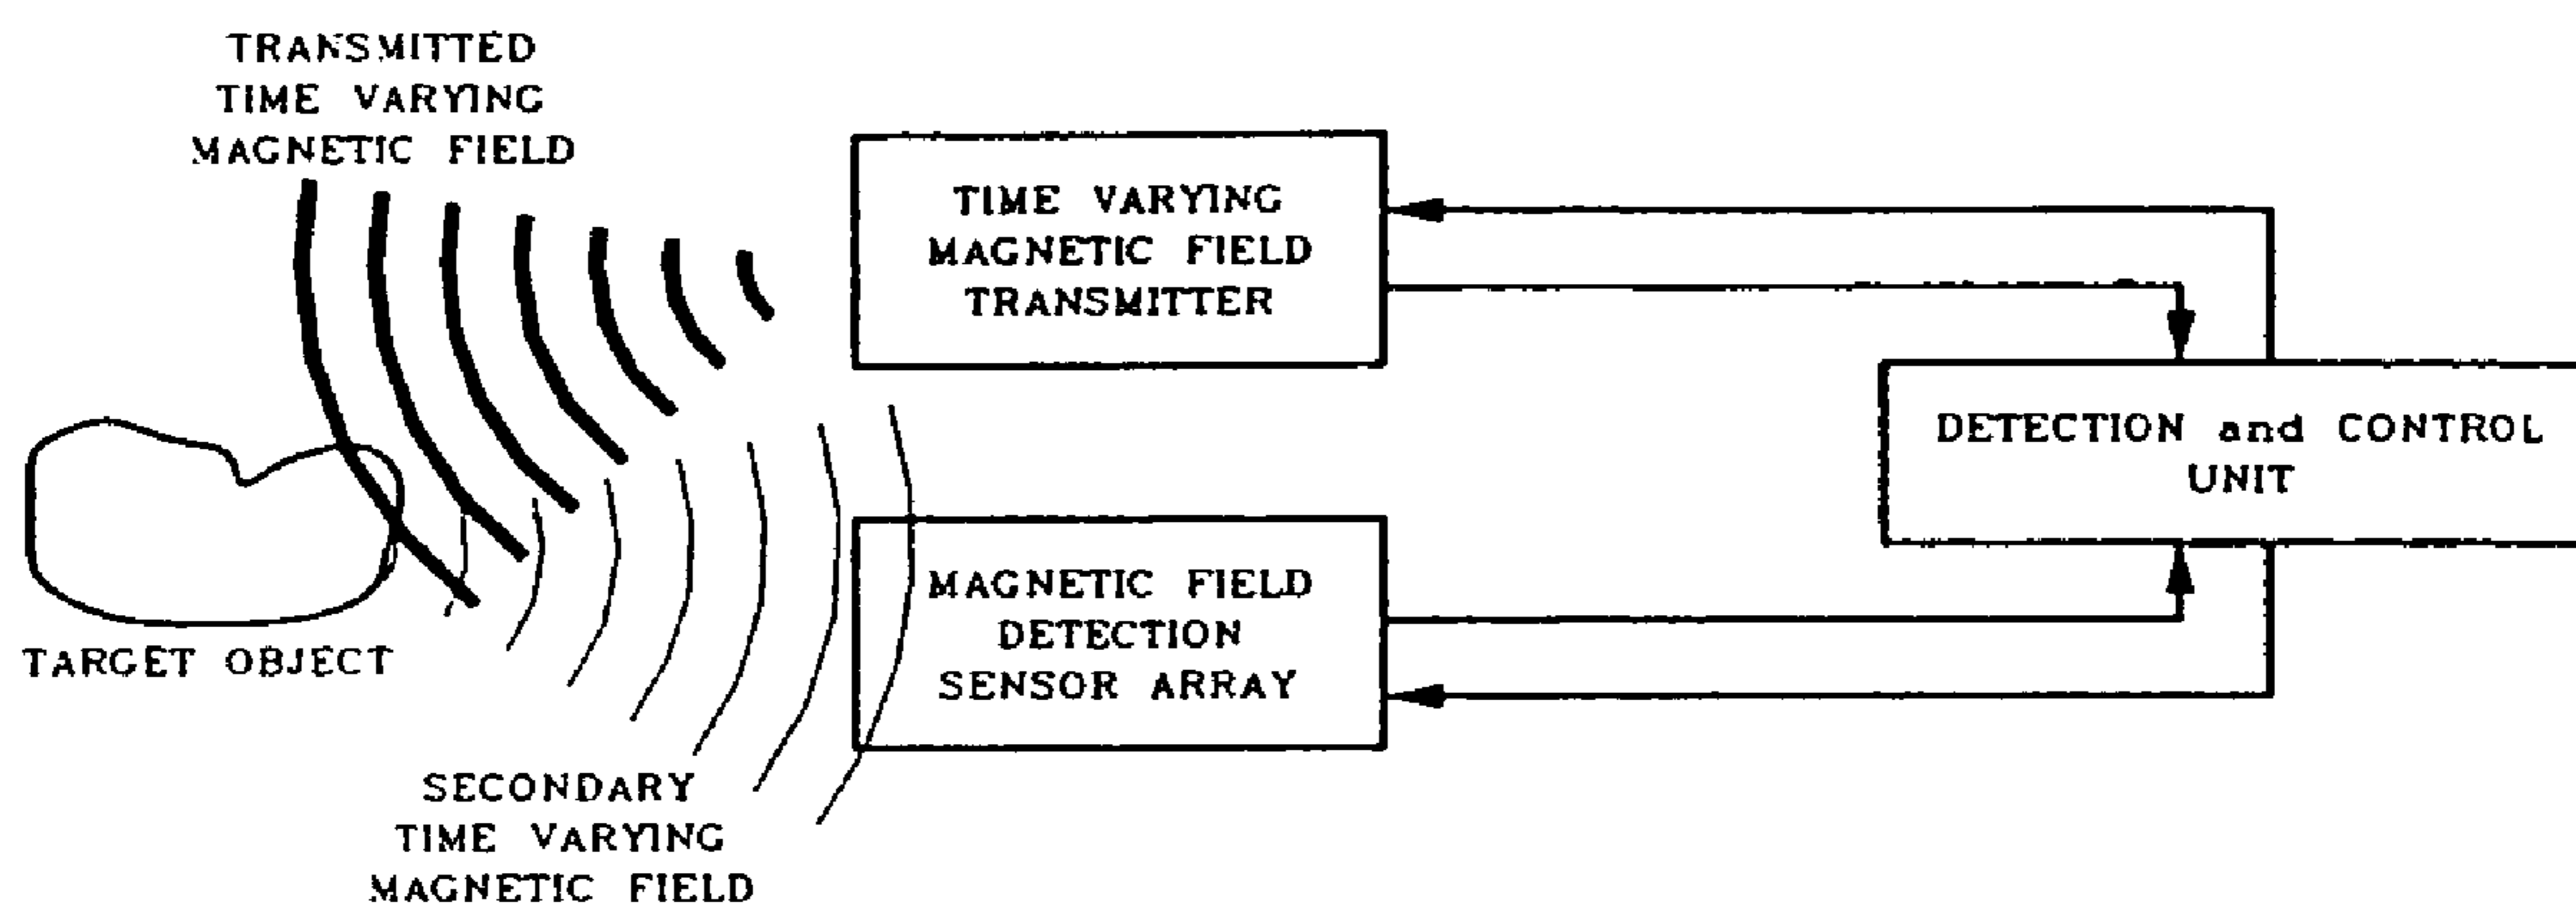 TRANSMITTED
TIME VARYING
MAGNETIC FIELD
TIME VARYING
MAGNETIC FIELD
TRANSMITTER
DETECTION and CONTROL
UNIT
MAGNETIC FIELD
DETECTION
SENSOR ARRAY
TARGET OBJECT
SECONDARY
TIME VARYING
MAGNETIC FIELD